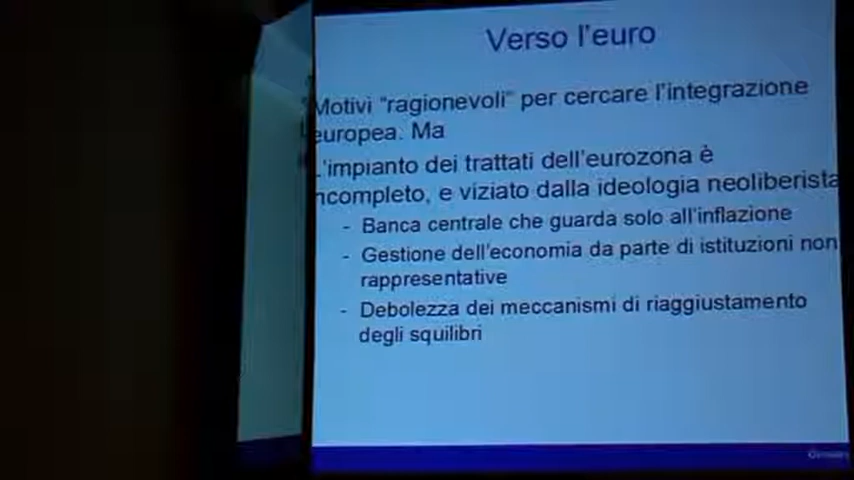 Verso l'euro
Motivi "ragionevoli" per cercare l'integrazione
europea. Ma
L'impianto dei trattati dell'eurozona è
ncompleto, e viziato dalla ideologia neoliberista
- Banca centrale che guarda solo all'inflazione
- Gestione dell'economia da parte di istituzioni non
rappresentative
- Debolezza dei meccanismi di riaggiustamento
degli squilibri